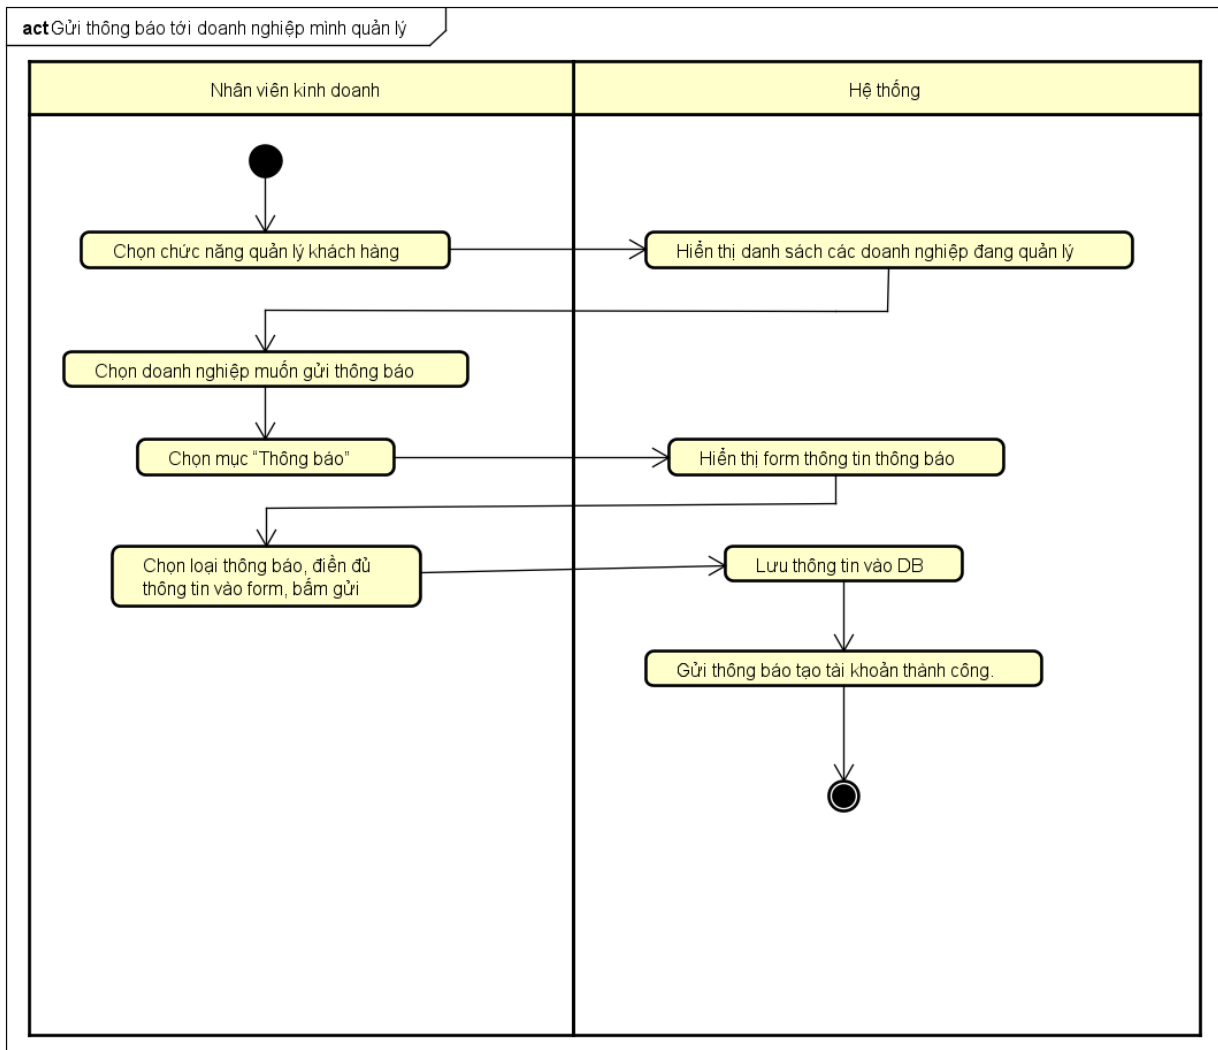 act Gửi thông báo tới doanh nghiệp mình quản lý
Nhân viên kinh doanh
Hệ thống
Chọn chức năng quản lý khách hàng
Hiển thị danh sách các doanh nghiệp đang quản lý
Chọn doanh nghiệp muốn gửi thông báo
Chọn mục “Thông báo”
Hiển thị form thông tin thông báo
Chọn loại thông báo, điền đủ
thông tin vào form, bấm gửi
Lưu thông tin vào DB
Gửi thông báo tạo tài khoản thành công.